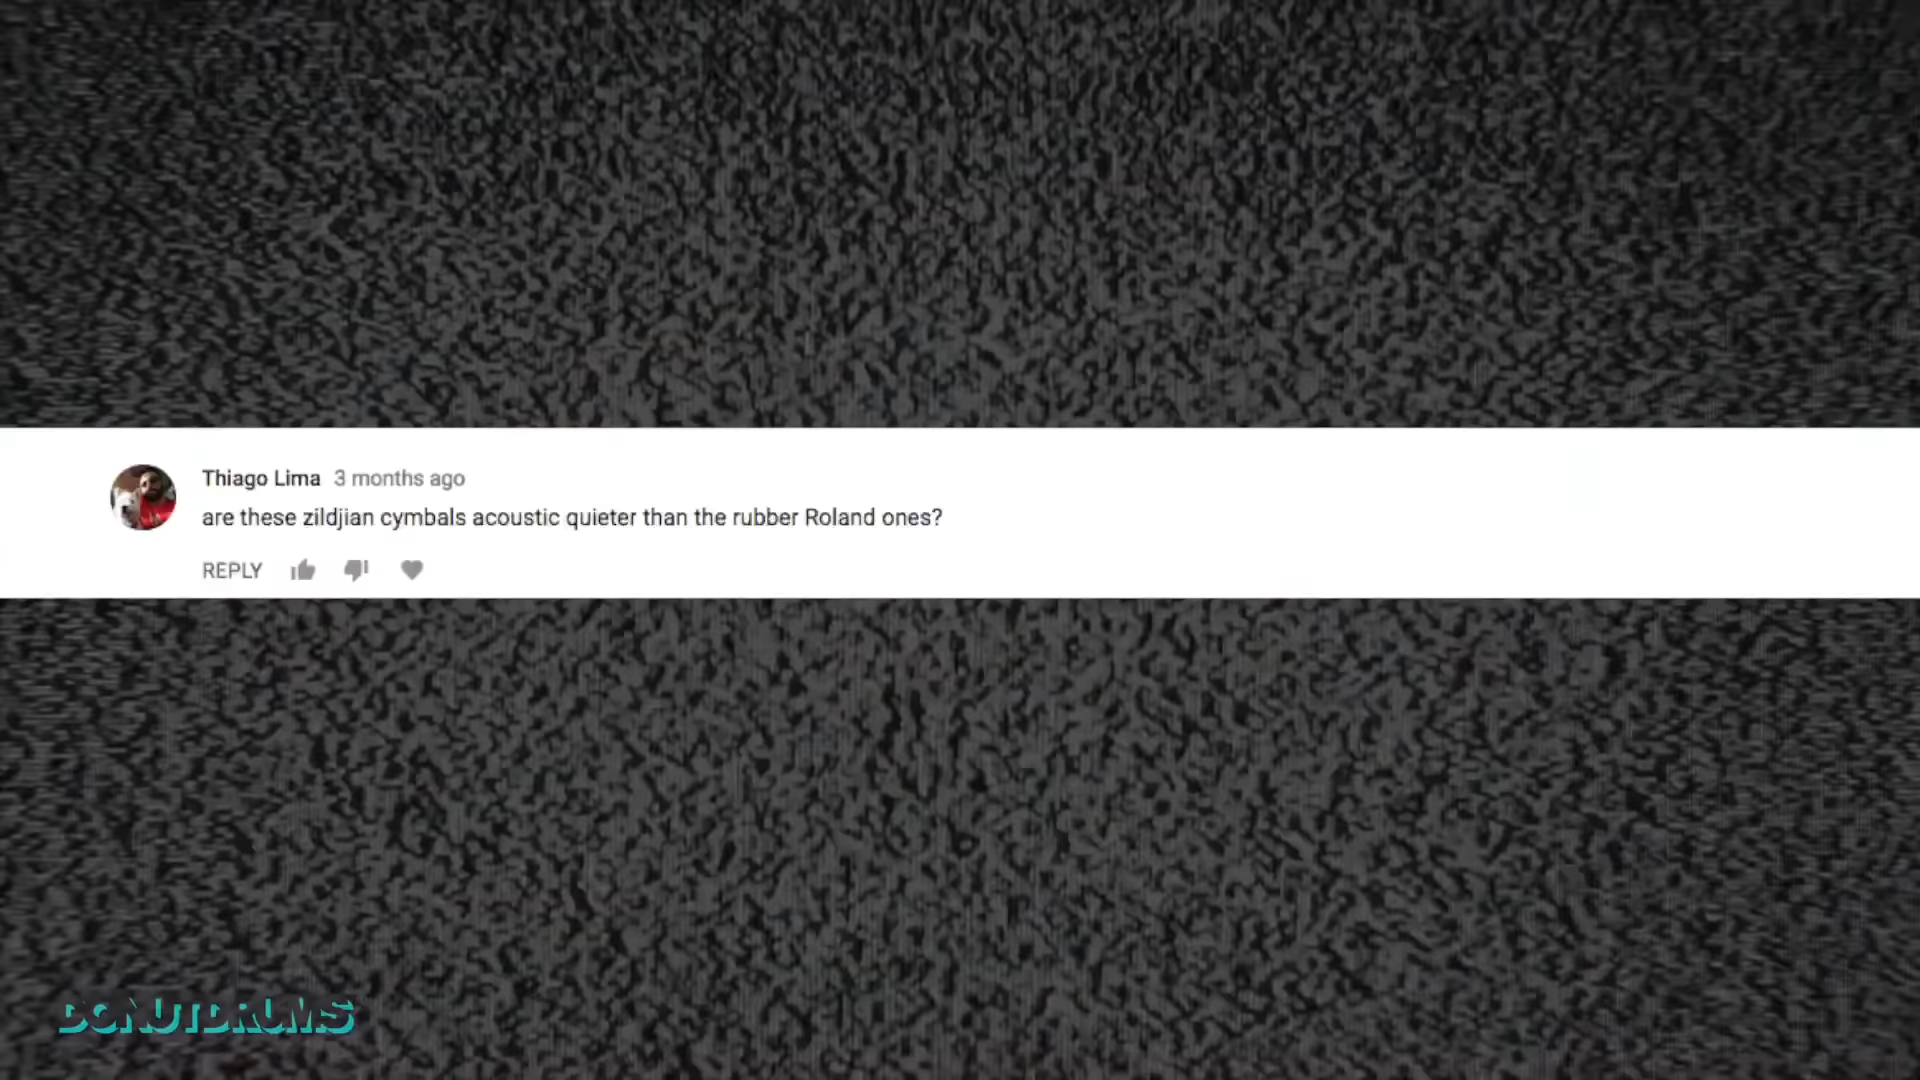 Thiago Lima 3 months ago
are these zildjian cymbals acoustic quieter than the rubber Roland ones?
REPLY
DONUTDRUMS